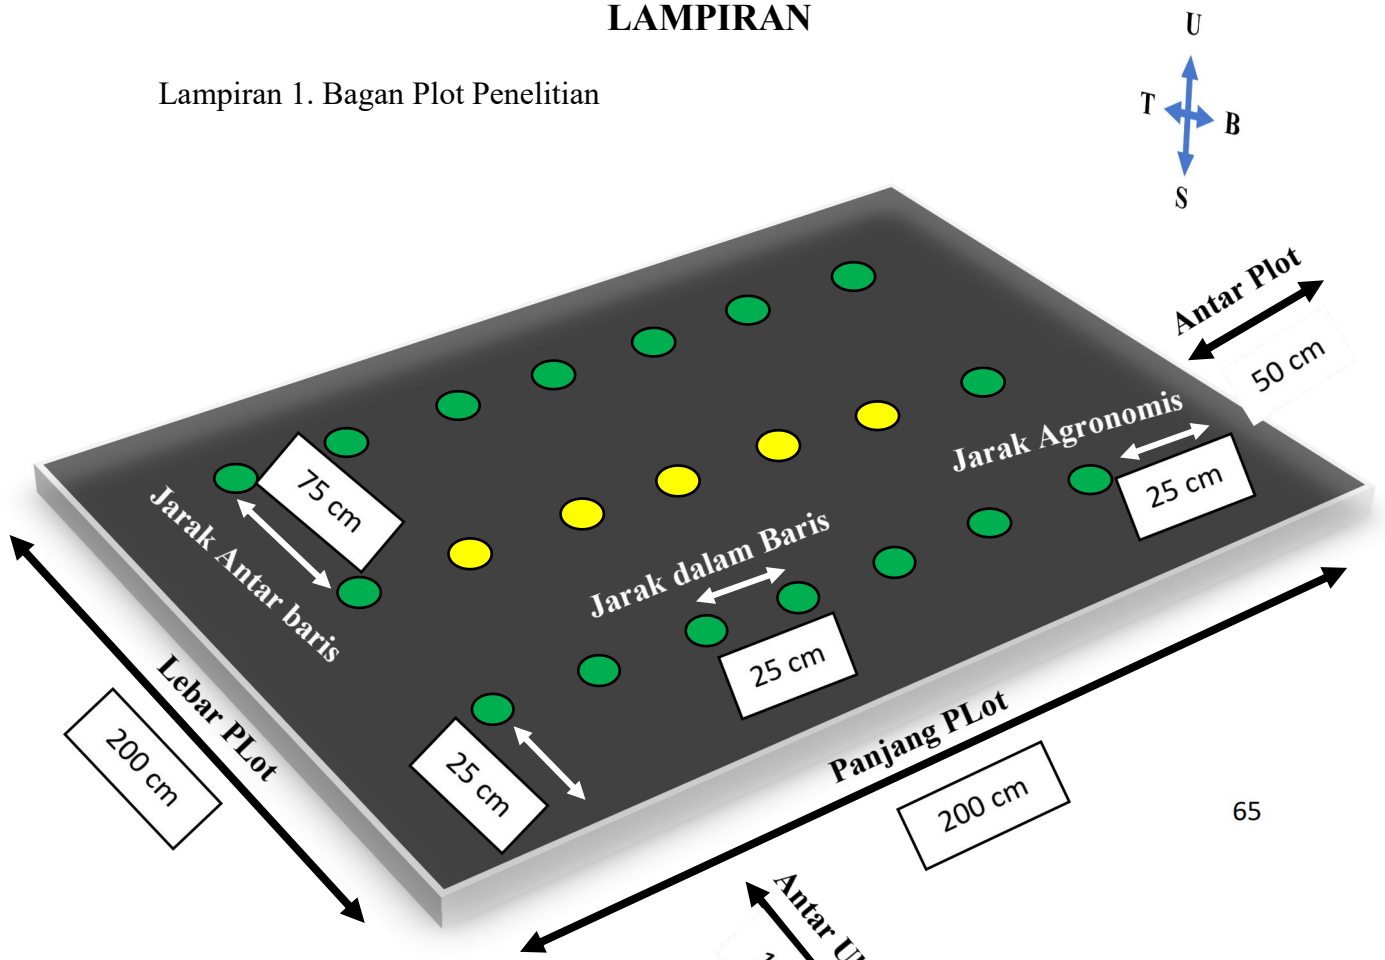 LAMPIRAN
Lampiran 1. Bagan Plot Penelitian
U
T
B
S
Antar Plot
50 cm
Jarak Agronomis
25 cm
75 cm
Jarak Antar baris
Jarak dalam Baris
25 cm
25 cm
Lebar PLot
200 cm
Panjang PLot
200 cm
65
Antar